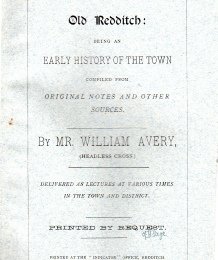 Old Redditch:
BEING AN
EARLY HISTORY OF THE TOWN
COMPILED FROM
ORIGINAL NOTES AND OTHER
SOURCES.
BY MR. WILLIAM AVERY,
(HEADLESS CROSS.)
DELIVERED AS LECTURES AT VARIOUS TIMES
IN THE TOWN AND DISTRICT.
PRINTED BY REQUEST.
PRINTED AT THE "INDICATOR" OFFICE, REDDITCH